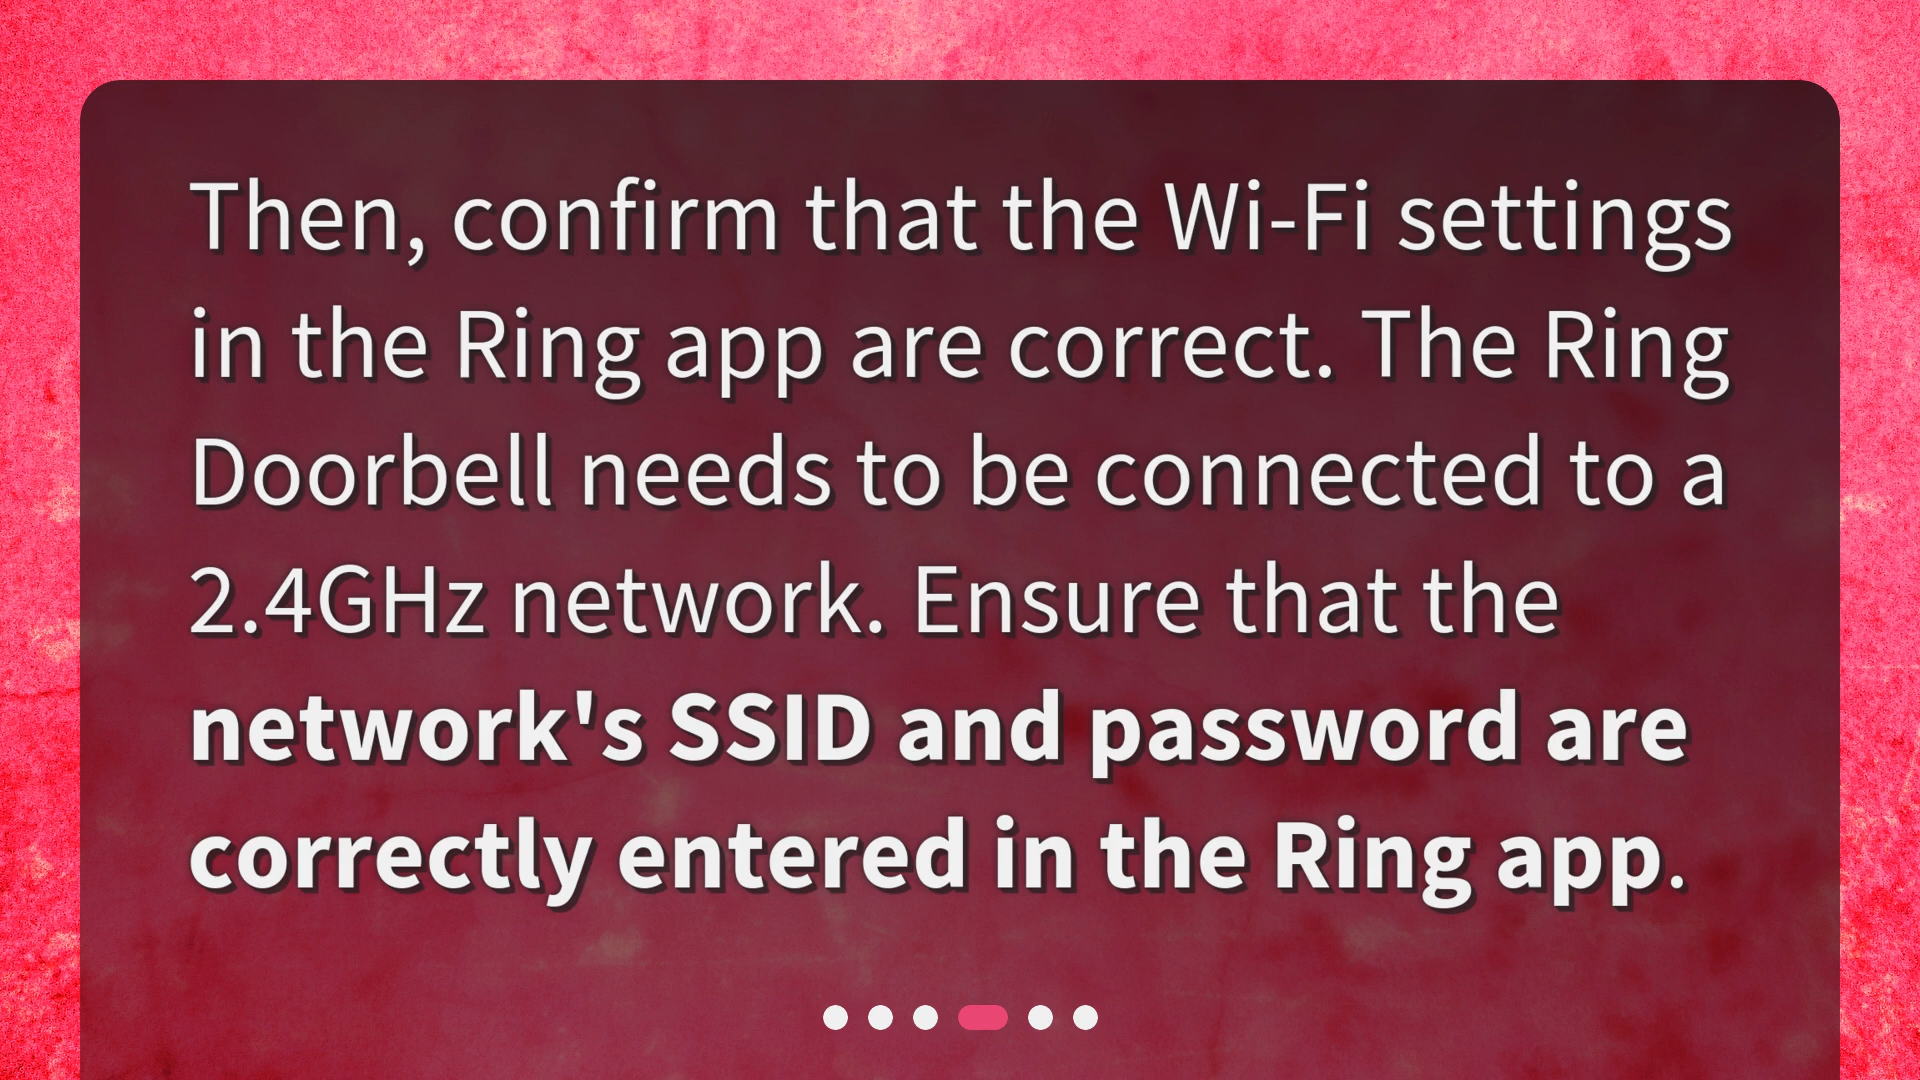 Then, confirm that the Wi-Fi settings
in the Ring app are correct. The Ring
Doorbell needs to be connected to a
2.4GHz network. Ensure that the
network's SSID and password are
correctly entered in the Ring app.